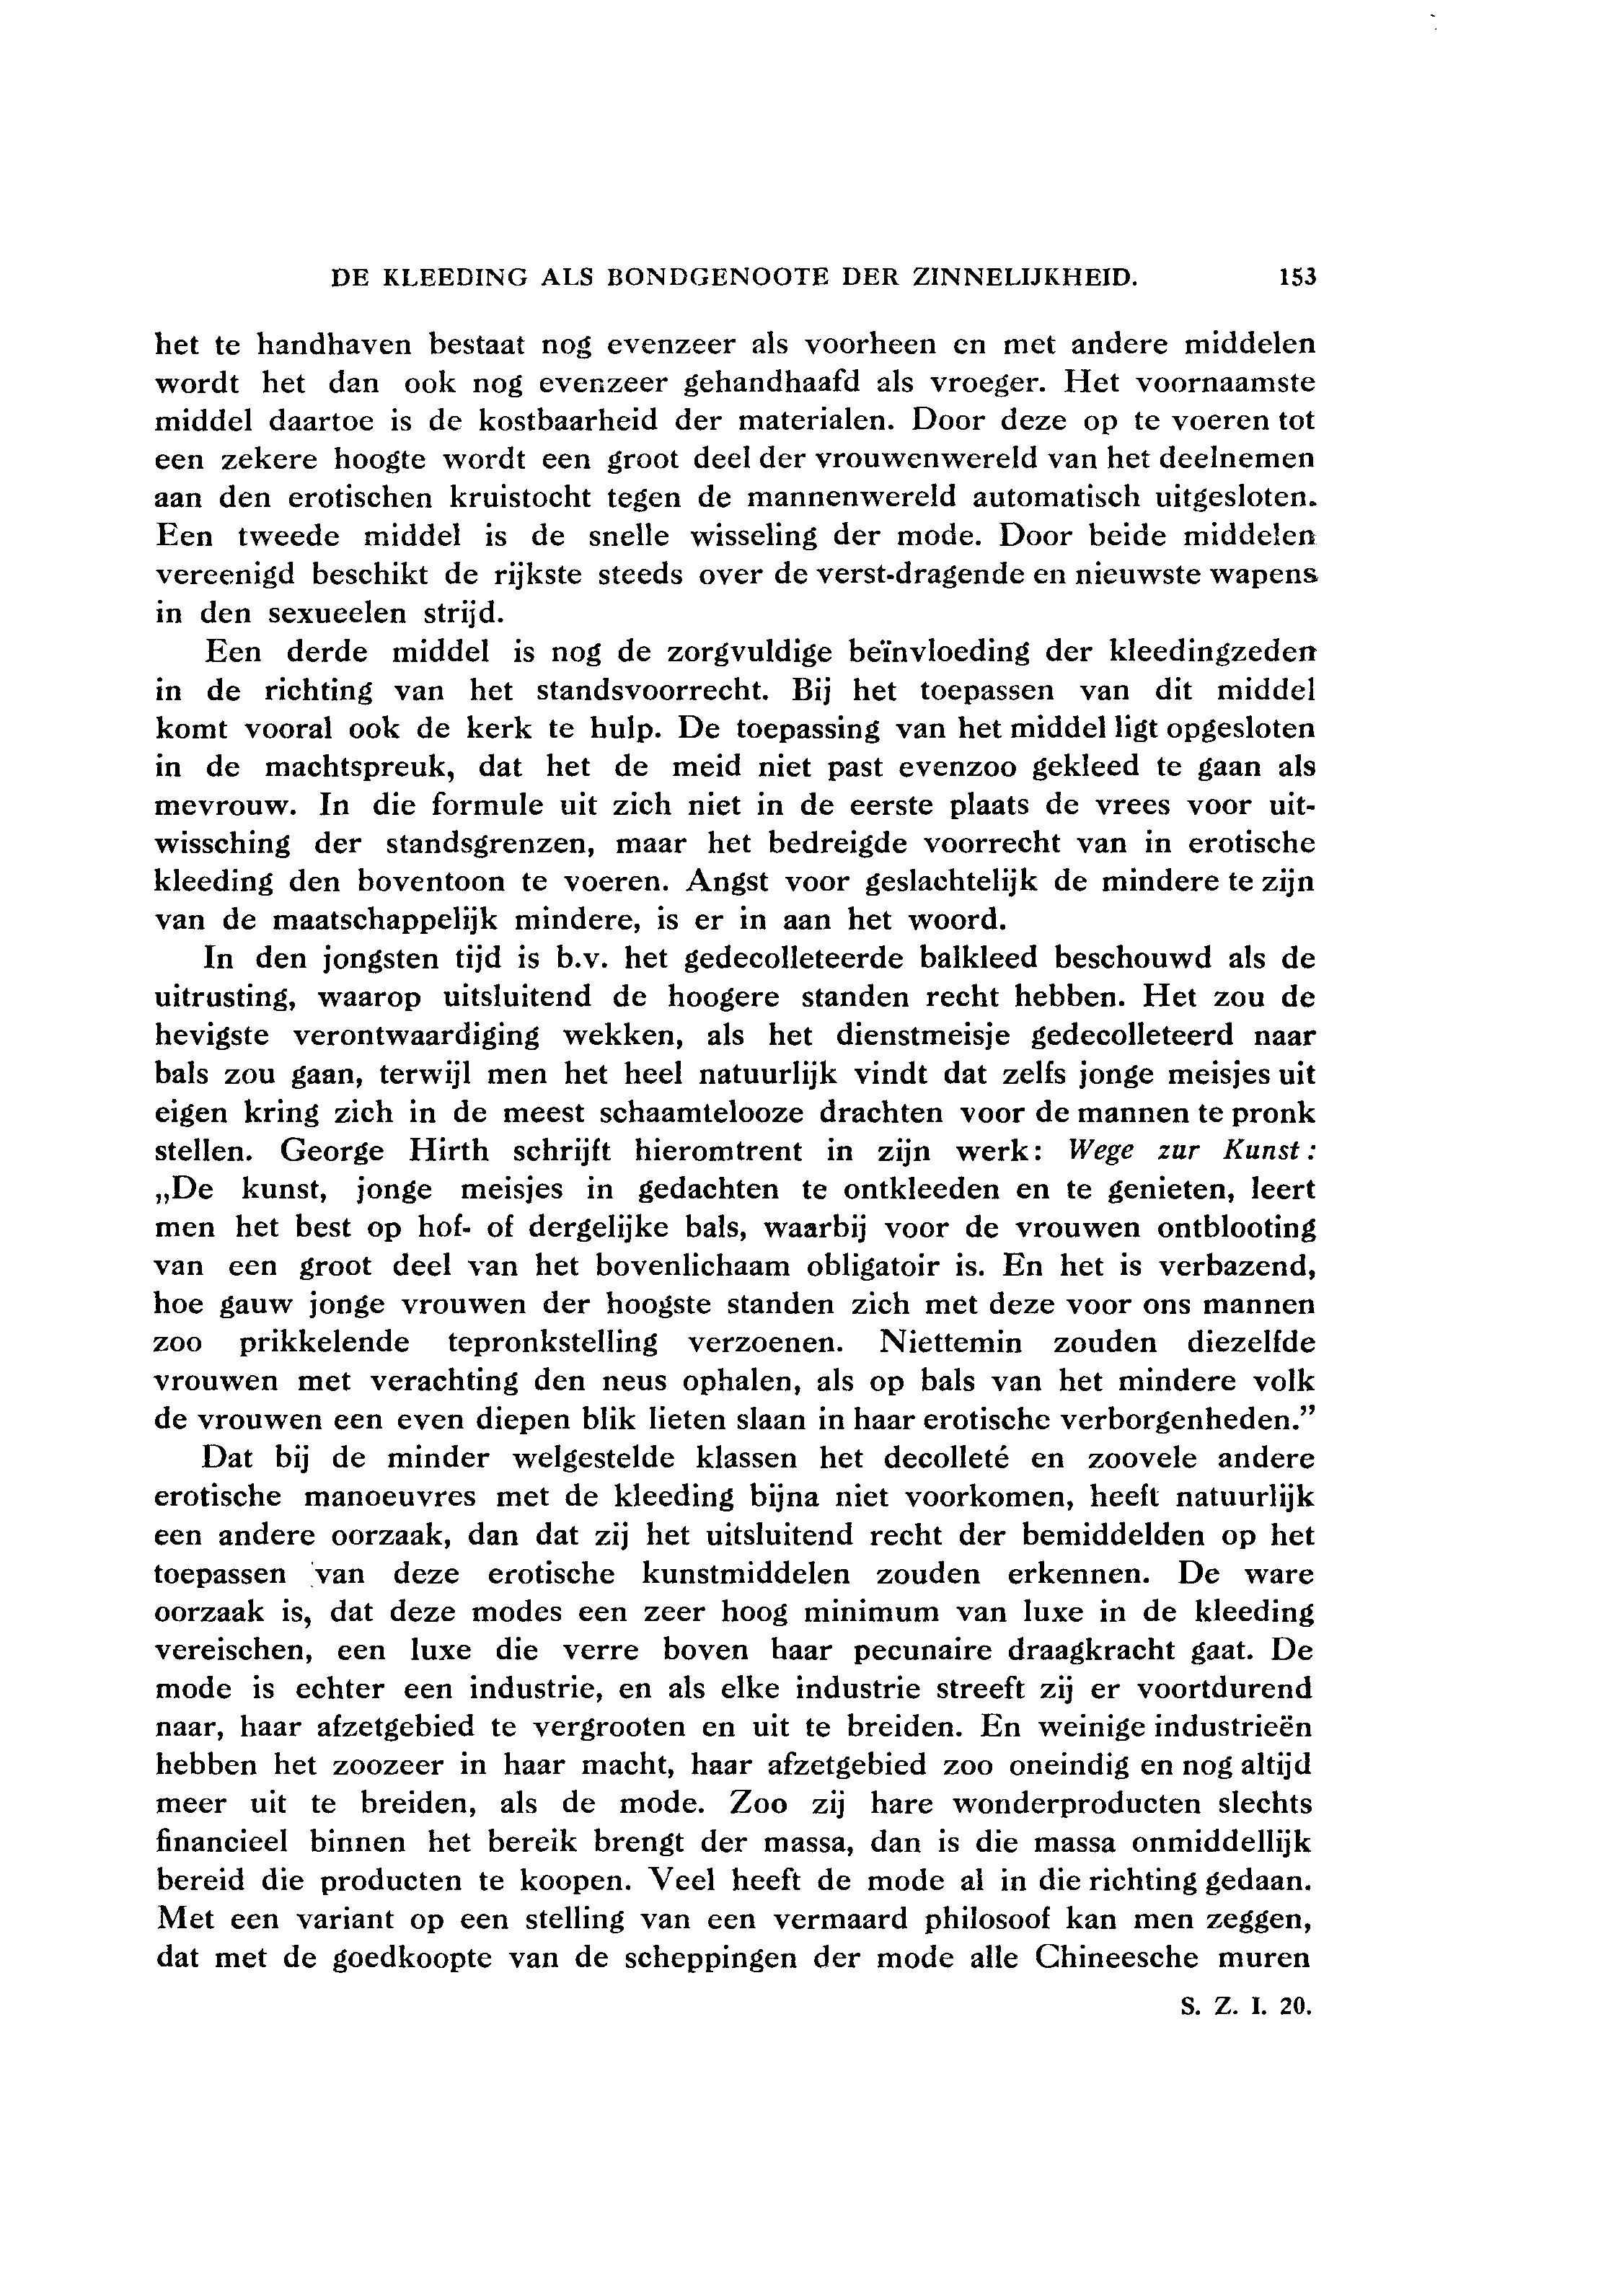 DE KLEEDING ALS BONDGENOOTE DER ZINNELIJKHEID. 153
het te handhaven bestaat nog evenzeer als voorheen en met andere middelen
wordt het dan ook nog evenzeer gehandhaafd als vroeger. Het voornaamste
middel daartoe is de kostbaarheid der materialen. Door deze op te voeren tot
een zekere hoogte wordt een groot deel der vrouwenwereld van het deelnemen
aan den erotischen kruistocht tegen de mannenwereld automatisch uitgesloten.
Een tweede middel is de snelle wisseling der mode. Door beide middelen
vereenigd beschikt de rijkste steeds over de verst-dragende en nieuwste wapens
in den sexueelen strijd.
Een derde middel is nog de zorgvuldige beïnvloeding der kleedingzeden
in de richting van het standsvoorrecht. Bij het toepassen van dit middel
komt vooral ook de kerk te hulp. De toepassing van het middel ligt opgesloten
in de machtspreuk, dat het de meid niet past evenzoo gekleed te gaan als
mevrouw. In die formule uit zich niet in de eerste plaats de vrees voor uit-
wissching der standsgrenzen, maar het bedreigde voorrecht van in erotische
kleeding den boventoon te voeren. Angst voor geslachtelijk de mindere te zijn
van de maatschappelijk mindere, is er in aan het woord.
In den jongsten tijd is b.v. het gedecolleteerde balkleed beschouwd als de
uitrusting, waarop uitsluitend de hoogere standen recht hebben. Het zou de
hevigste verontwaardiging wekken, als het dienstmeisje gedecolleteerd naar
bals zou gaan, terwijl men het heel natuurlijk vindt dat zelfs jonge meisjes uit
eigen kring zich in de meest schaamtelooze drachten voor de mannen te pronk
stellen. George Hirth schrijft hieromtrent in zijn werk: Wege zur Kunst:
„De kunst, jonge meisjes in gedachten te ontkleeden en te genieten, leert
men het best op hof- of dergelijke bals, waarbij voor de vrouwen ontblooting
van een groot deel van het bovenlichaam obligatoir is. En het is verbazend,
hoe gauw jonge vrouwen der hoogste standen zich met deze voor ons mannen
zoo prikkelende tepronkstelling verzoenen. Niettemin zouden diezelfde
vrouwen met verachting den neus ophalen, als op bals van het mindere volk
de vrouwen een even diepen blik lieten slaan in haar erotische verborgenheden.”
Dat bij de minder welgestelde klassen het decolleté en zoovele andere
erotische manoeuvres met de kleeding bijna niet voorkomen, heeft natuurlijk
een andere oorzaak, dan dat zij het uitsluitend recht der bemiddelden op het
toepassen van deze erotische kunstmiddelen zouden erkennen. De ware
oorzaak is, dat deze modes een zeer hoog minimum van luxe in de kleeding
vereischen, een luxe die verre boven haar pecunaire draagkracht gaat. De
mode is echter een industrie, en als elke industrie streeft zij er voortdurend
naar, haar afzetgebied te vergrooten en uit te breiden. En weinige industrieën
hebben het zoozeer in haar macht, haar afzetgebied zoo oneindig en nog altijd
meer uit te breiden, als de mode. Zoo zij hare wonderproducten slechts
financieel binnen het bereik brengt der massa, dan is die massa onmiddellijk
bereid die producten te koopen. Veel heeft de mode al in die richting gedaan.
Met een variant op een stelling van een vermaard philosoof kan men zeggen,
dat met de goedkoopte van de scheppingen der mode alle Chineesche muren
S. Z. I. 20.